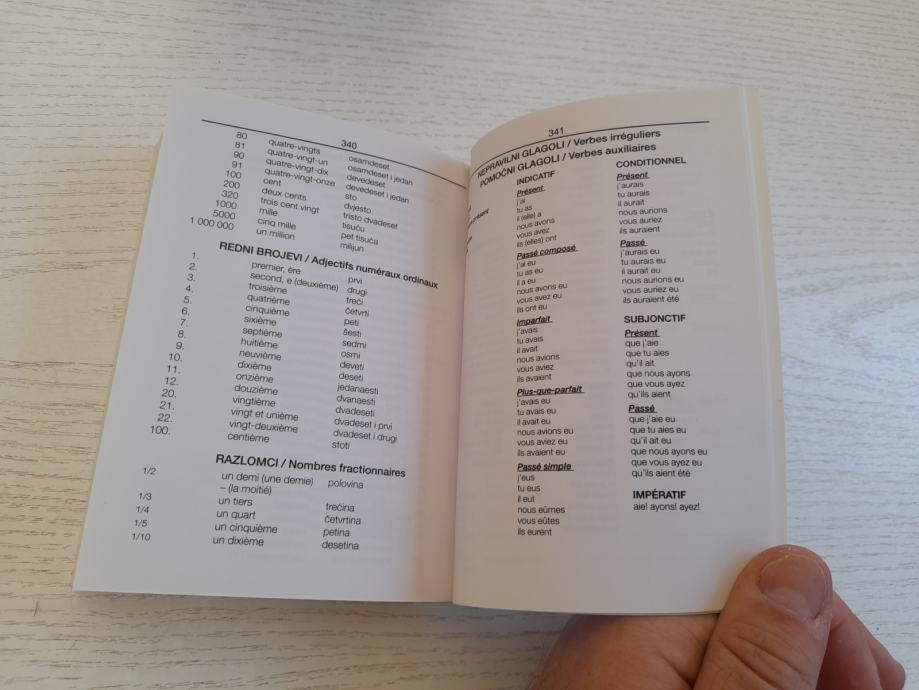 340
80 quatre-vingts osamdeset
81 quatre-vingt-un osamdeset i jedan
90 quatre-vingt-dix devedeset
91 quatre-vingt-onze devedeset i jedan
100 cent sto
200 deux cents dvjesto
320 trois cent vingt tristo dvadeset
1000 mille tisuću
5000 cinq mille pet tisuća
1 000 000 un million milijun
REDNI BROJEVI / Adjectifs numéraux ordinaux
1. premier, ère prvi
2. second, e (deuxième) drugi
3. troisième treći
4. quatrième četvrti
5. cinquième peti
6. sixième šesti
7. septième sedmi
8. huitième osmi
9. neuvième deveti
10. dixième deseti
11. onzième jedanaesti
12. douzième dvanaesti
20. vingtième dvadeseti
21. vingt et unième dvadeset i prvi
22. vingt-deuxième dvadeset i drugi
100. centième stoti
RAZLOMCI / Nombres fractionnaires
1/2 un demi (une demie) polovina
– (la moitié)
1/3 un tiers trećina
1/4 un quart četvrtina
1/5 un cinquième petina
1/10 un dixième desetina
341
NEPRAVILNI GLAGOLI / Verbes irréguliers
POMOĆNI GLAGOLI / Verbes auxiliaires
INDICATIF
Présent
j'ai
tu as
il (elle) a
nous avons
vous avez
ils (elles) ont
Passé composé
j'ai eu
tu as eu
il a eu
nous avons eu
vous avez eu
ils ont eu
Imparfait
j'avais
tu avais
il avait
nous avions
vous aviez
ils avaient
Plus-que-parfait
j'avais eu
tu avais eu
il avait eu
nous avions eu
vous aviez eu
ils avaient eu
Passé simple
j'eus
tu eus
il eut
nous eûmes
vous eûtes
ils eurent
CONDITIONNEL
Présent
j'aurais
tu aurais
il aurait
nous aurions
vous auriez
ils auraient
Passé
j'aurais eu
tu aurais eu
il aurait eu
nous aurions eu
vous auriez eu
ils auraient été
SUBJONCTIF
Présent
que j'aie
que tu aies
qu'il ait
que nous ayons
que vous ayez
qu'ils aient
Passé
que j'aie eu
que tu aies eu
qu'il ait eu
que nous ayons eu
que vous ayez eu
qu'ils aient été
IMPÉRATIF
aie! ayons! ayez!